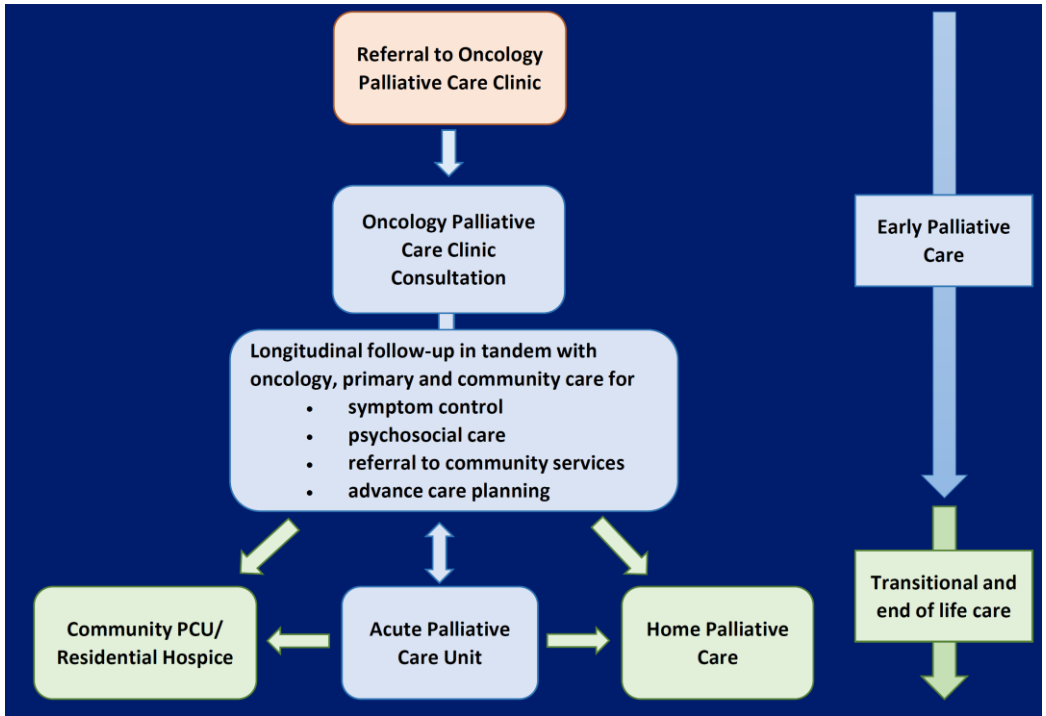 Referral to Oncology
Palliative Care Clinic
Oncology Palliative
Care Clinic
Consultation
Early Palliative
Care
Longitudinal follow-up in tandem with
oncology, primary and community care for
• symptom control
• psychosocial care
• referral to community services
• advance care planning
Community PCU/
Residential Hospice
Acute Palliative
Care Unit
Home Palliative
Care
Transitional and
end of life care